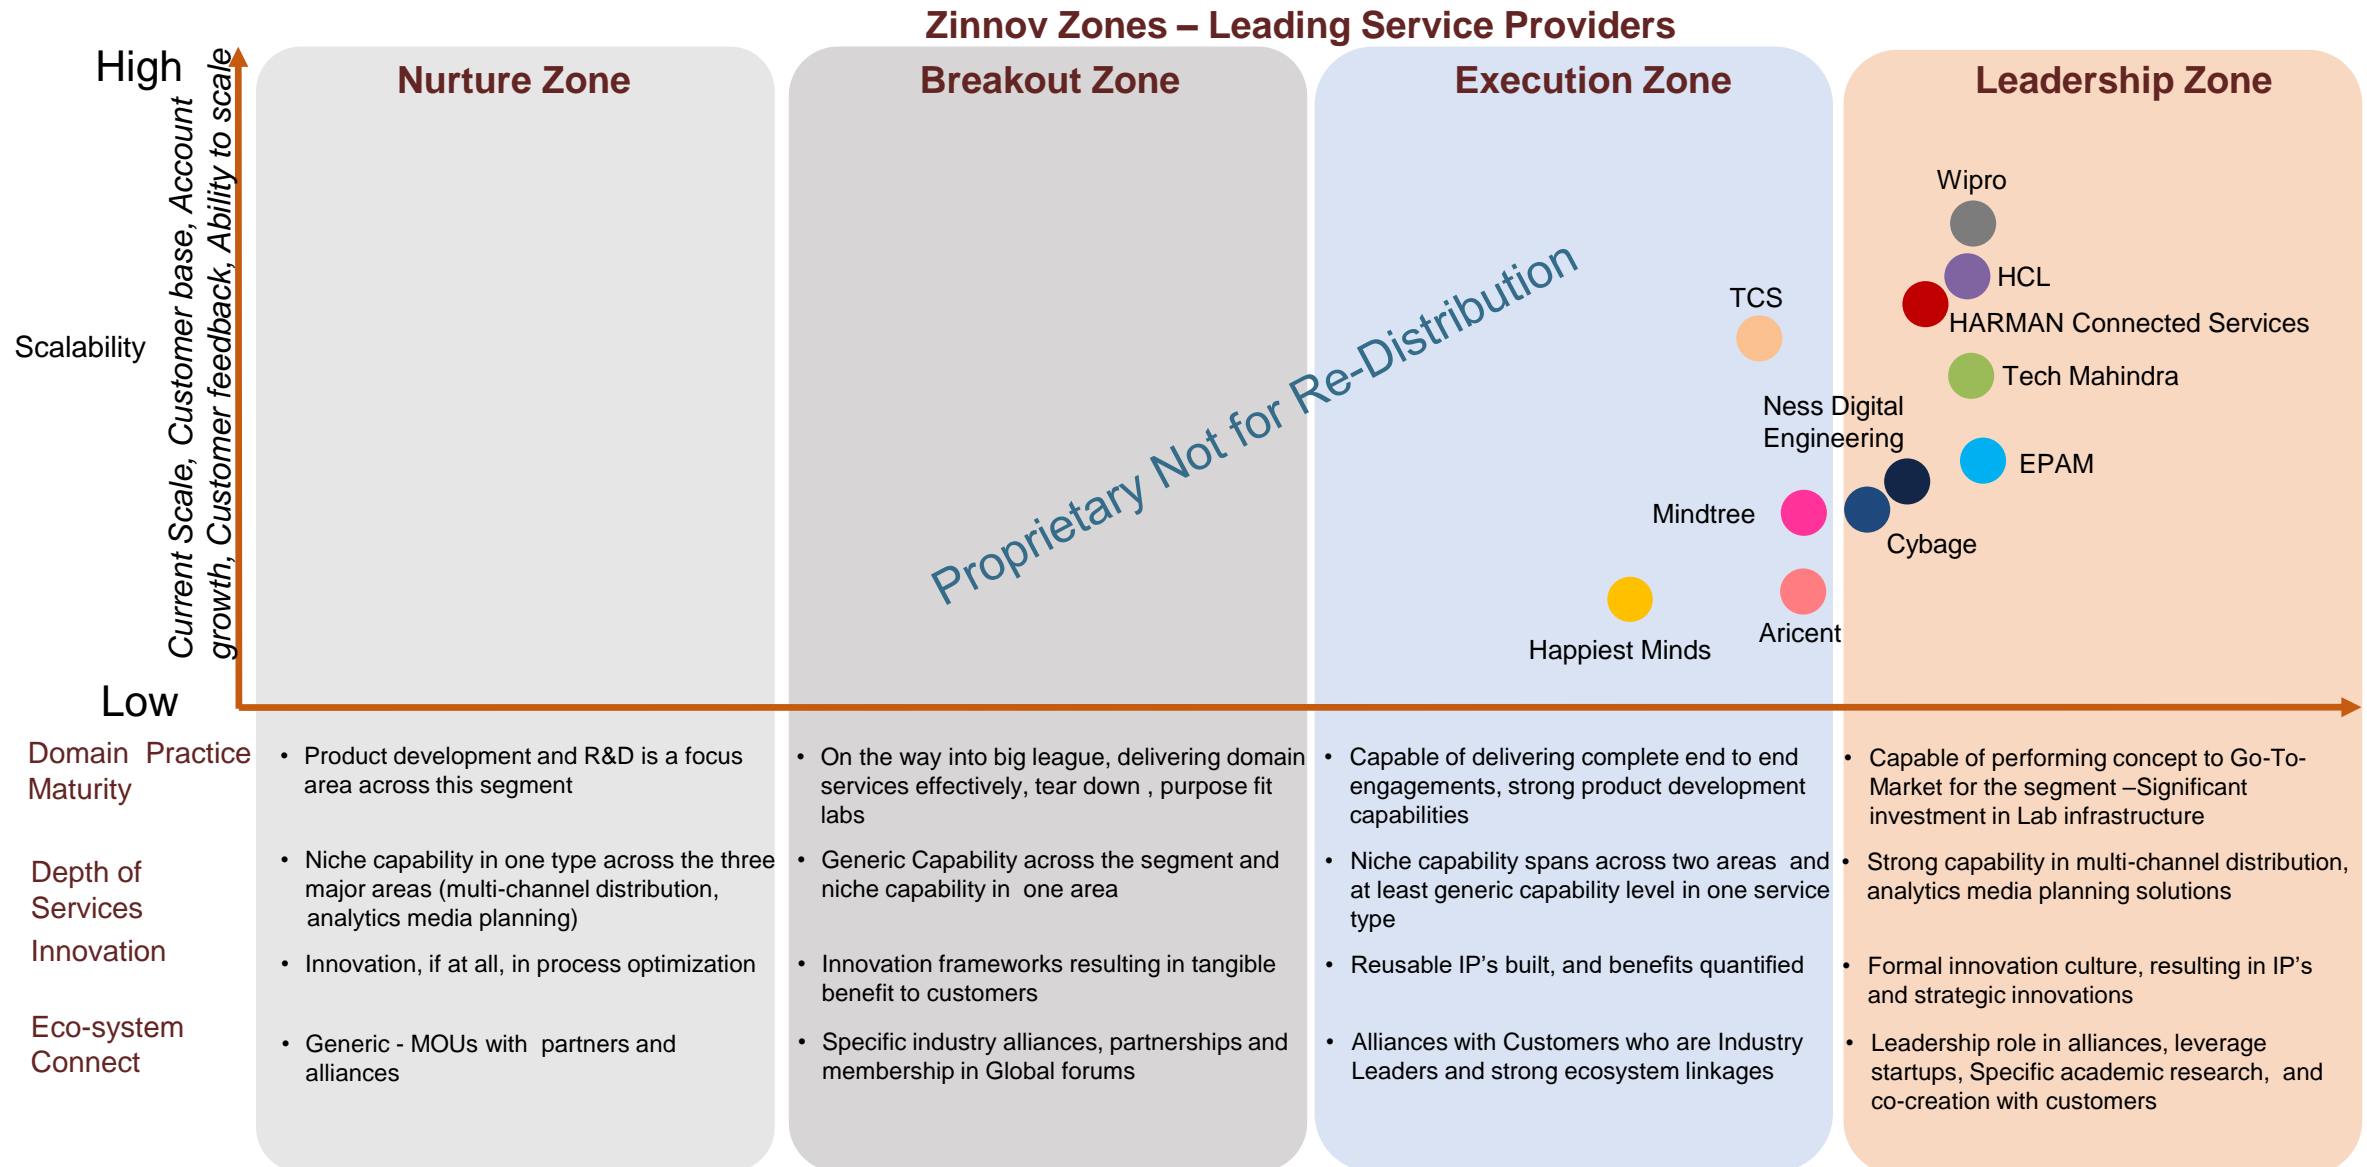 Zinnov Zones – Leading Service Providers
High
Nurture Zone
Breakout Zone
Execution Zone
Leadership Zone
Current Scale, Customer base, Account
growth, Customer feedback, Ability to scale
Scalability
Low
Wipro
HCL
TCS
HARMAN Connected Services
Tech Mahindra
Ness Digital
Engineering
EPAM
Mindtree
Cybage
Aricent
Happiest Minds
Proprietary Not for Re-Distribution
Domain  Practice
Maturity
• Product development and R&D is a focus
area across this segment
• On the way into big league, delivering domain
services effectively, tear down , purpose fit
labs
• Capable of delivering complete end to end
engagements, strong product development
capabilities
• Capable of performing concept to Go-To-
Market for the segment –Significant
investment in Lab infrastructure
Depth of
Services
• Niche capability in one type across the three
major areas (multi-channel distribution,
analytics media planning)
• Generic Capability across the segment and
niche capability in  one area
• Niche capability spans across two areas  and
at least generic capability level in one service
type
• Strong capability in multi-channel distribution,
analytics media planning solutions
Innovation
• Innovation, if at all, in process optimization
• Innovation frameworks resulting in tangible
benefit to customers
• Reusable IP’s built, and benefits quantified
• Formal innovation culture, resulting in IP’s
and strategic innovations
Eco-system
Connect
• Generic - MOUs with  partners and
alliances
• Specific industry alliances, partnerships and
membership in Global forums
• Alliances with Customers who are Industry
Leaders and strong ecosystem linkages
• Leadership role in alliances, leverage
startups, Specific academic research,  and
co-creation with customers